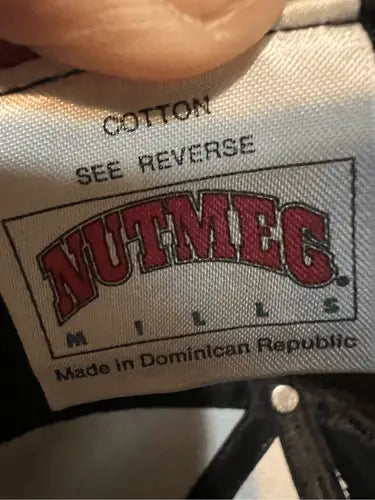 COTTON
SEE REVERSE
NUTMEG®
MILLS
Made in Dominican Republic